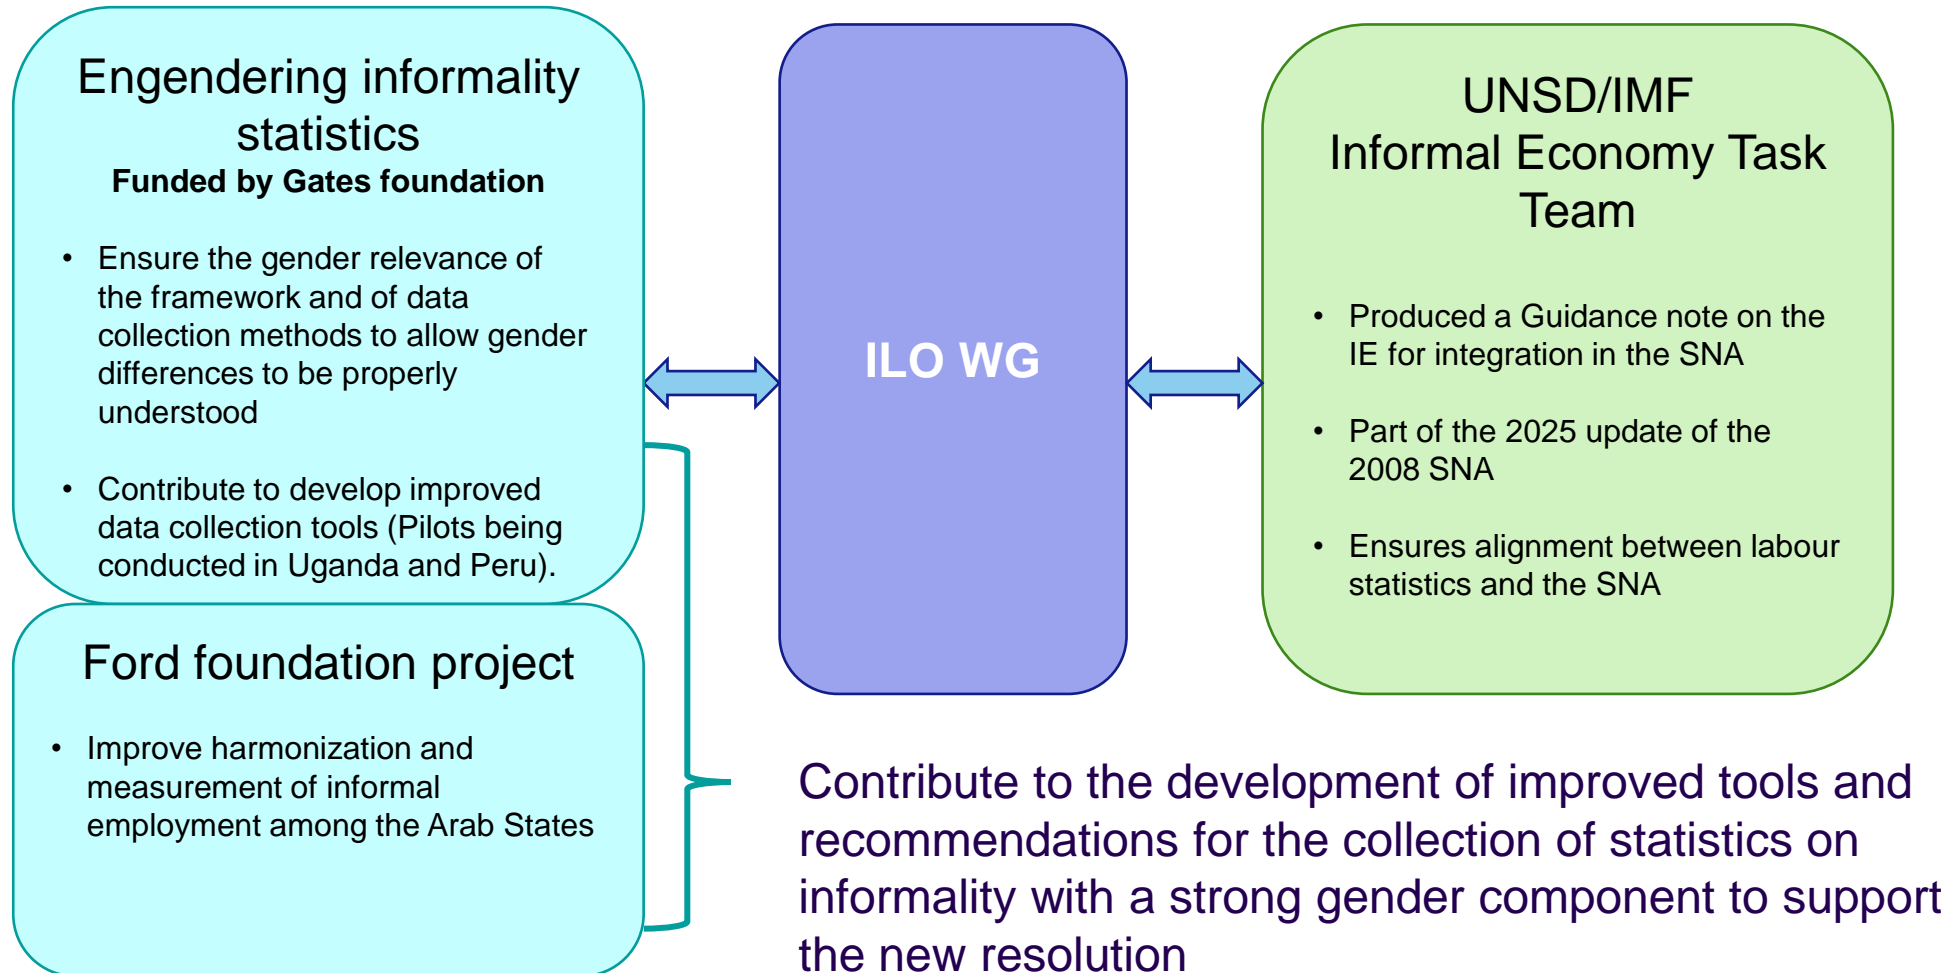 Engendering informality
statistics
Funded by Gates foundation
• Ensure the gender relevance of
the framework and of data
collection methods to allow gender
differences to be properly
understood
• Contribute to develop improved
data collection tools (Pilots being
conducted in Uganda and Peru).
Ford foundation project
• Improve harmonization and
measurement of informal
employment among the Arab States
ILO WG
UNSD/IMF
Informal Economy Task
Team
• Produced a Guidance note on the
IE for integration in the SNA
• Part of the 2025 update of the
2008 SNA
• Ensures alignment between labour
statistics and the SNA
Contribute to the development of improved tools and
recommendations for the collection of statistics on
informality with a strong gender component to support
the new resolution